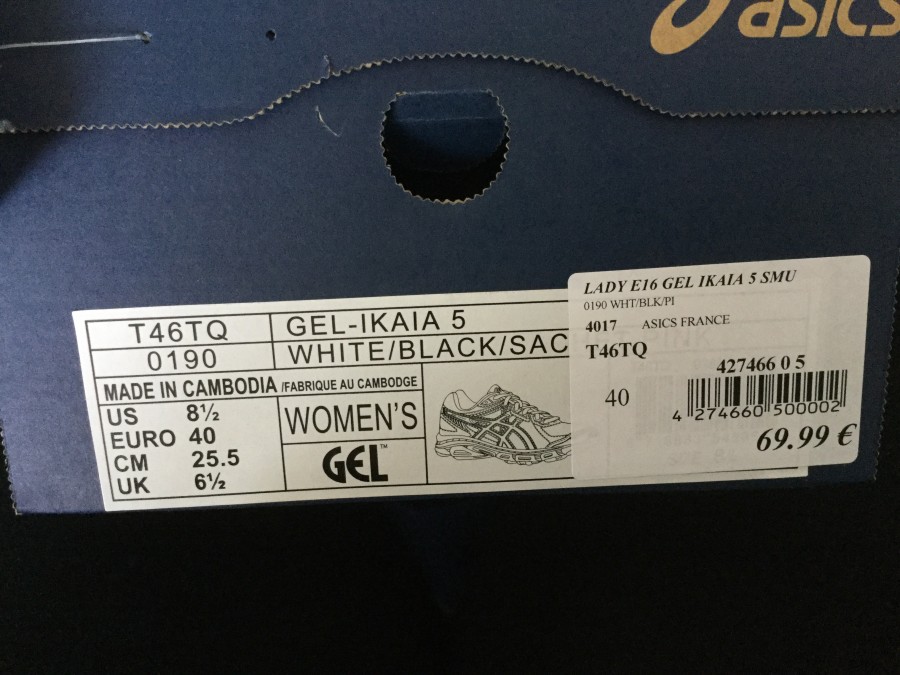 asics
T46TQ GEL-IKAIA 5
0190 WHITE/BLACK/SAC
MADE IN CAMBODIA /FABRIQUE AU CAMBODGE
US 8½
EURO 40
CM 25.5
UK 6½
WOMEN'S
GEL™
LADY E16 GEL IKAIA 5 SMU
0190 WHT/BLK/PI
4017 ASICS FRANCE
T46TQ
427466 0 5
40
4 274660 500002
69.99 €